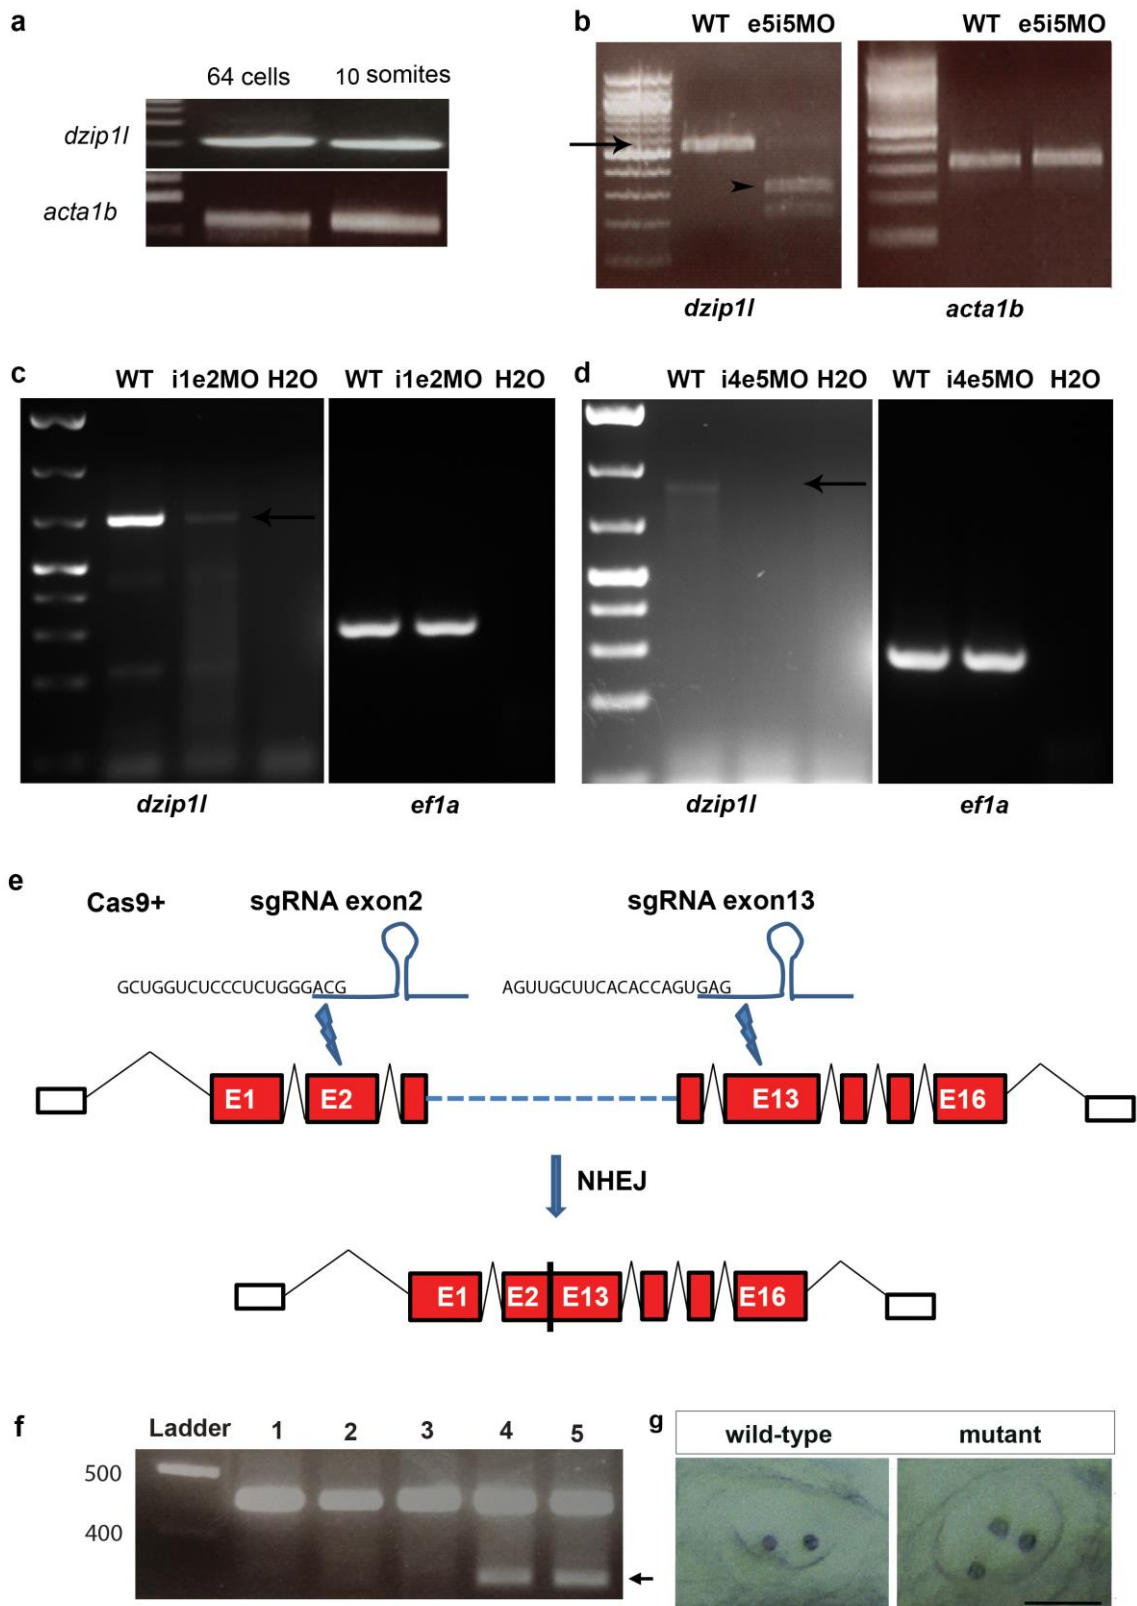 a
64 cells 10 somites
dzip1l
acta1b
b
WT e5i5MO
WT e5i5MO
dzip1l
acta1b
c
WT i1e2MO H2O
WT i1e2MO H2O
dzip1l
ef1a
d
WT i4e5MO H2O
WT i4e5MO H2O
dzip1l
ef1a
e
Cas9+
sgRNA exon2
sgRNA exon13
GCUGGUCUCCCUCUGGGACG
AGUUGCUUCACACCAGUGAG
E1 E2 E13 E16
NHEJ
E1 E2 E13 E16
f
Ladder 1 2 3 4 5
500
400
g
wild-type mutant